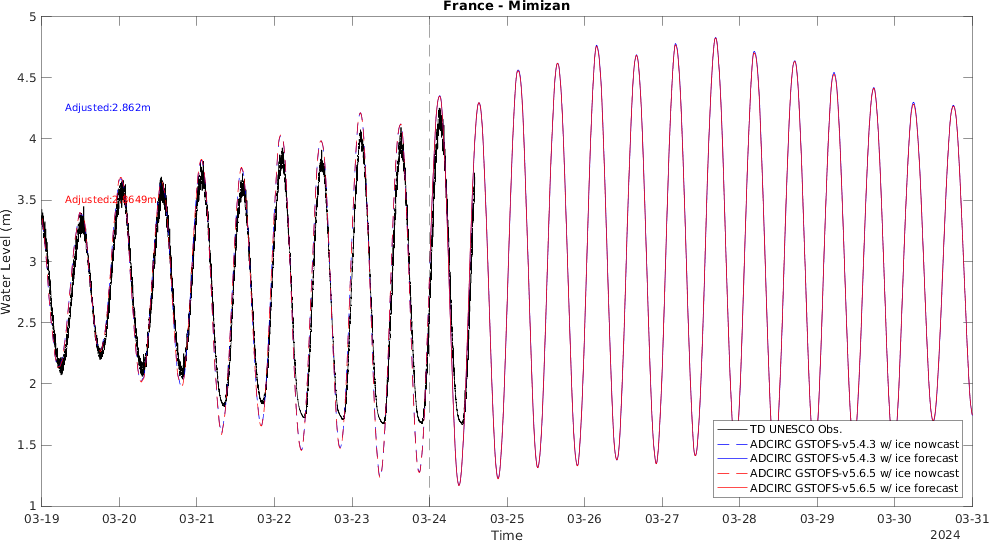 France - Mimizan
5
4.5
4
3.5
3
2.5
2
1.5
1
Water Level (m)
Adjusted:2.862m
Adjusted:2.8649m
TD UNESCO Obs.
ADCIRC GSTOFS-v5.4.3 w/ ice nowcast
ADCIRC GSTOFS-v5.4.3 w/ ice forecast
ADCIRC GSTOFS-v5.6.5 w/ ice nowcast
ADCIRC GSTOFS-v5.6.5 w/ ice forecast
03-19 03-20 03-21 03-22 03-23 03-24 03-25 03-26 03-27 03-28 03-29 03-30 03-31
Time
2024